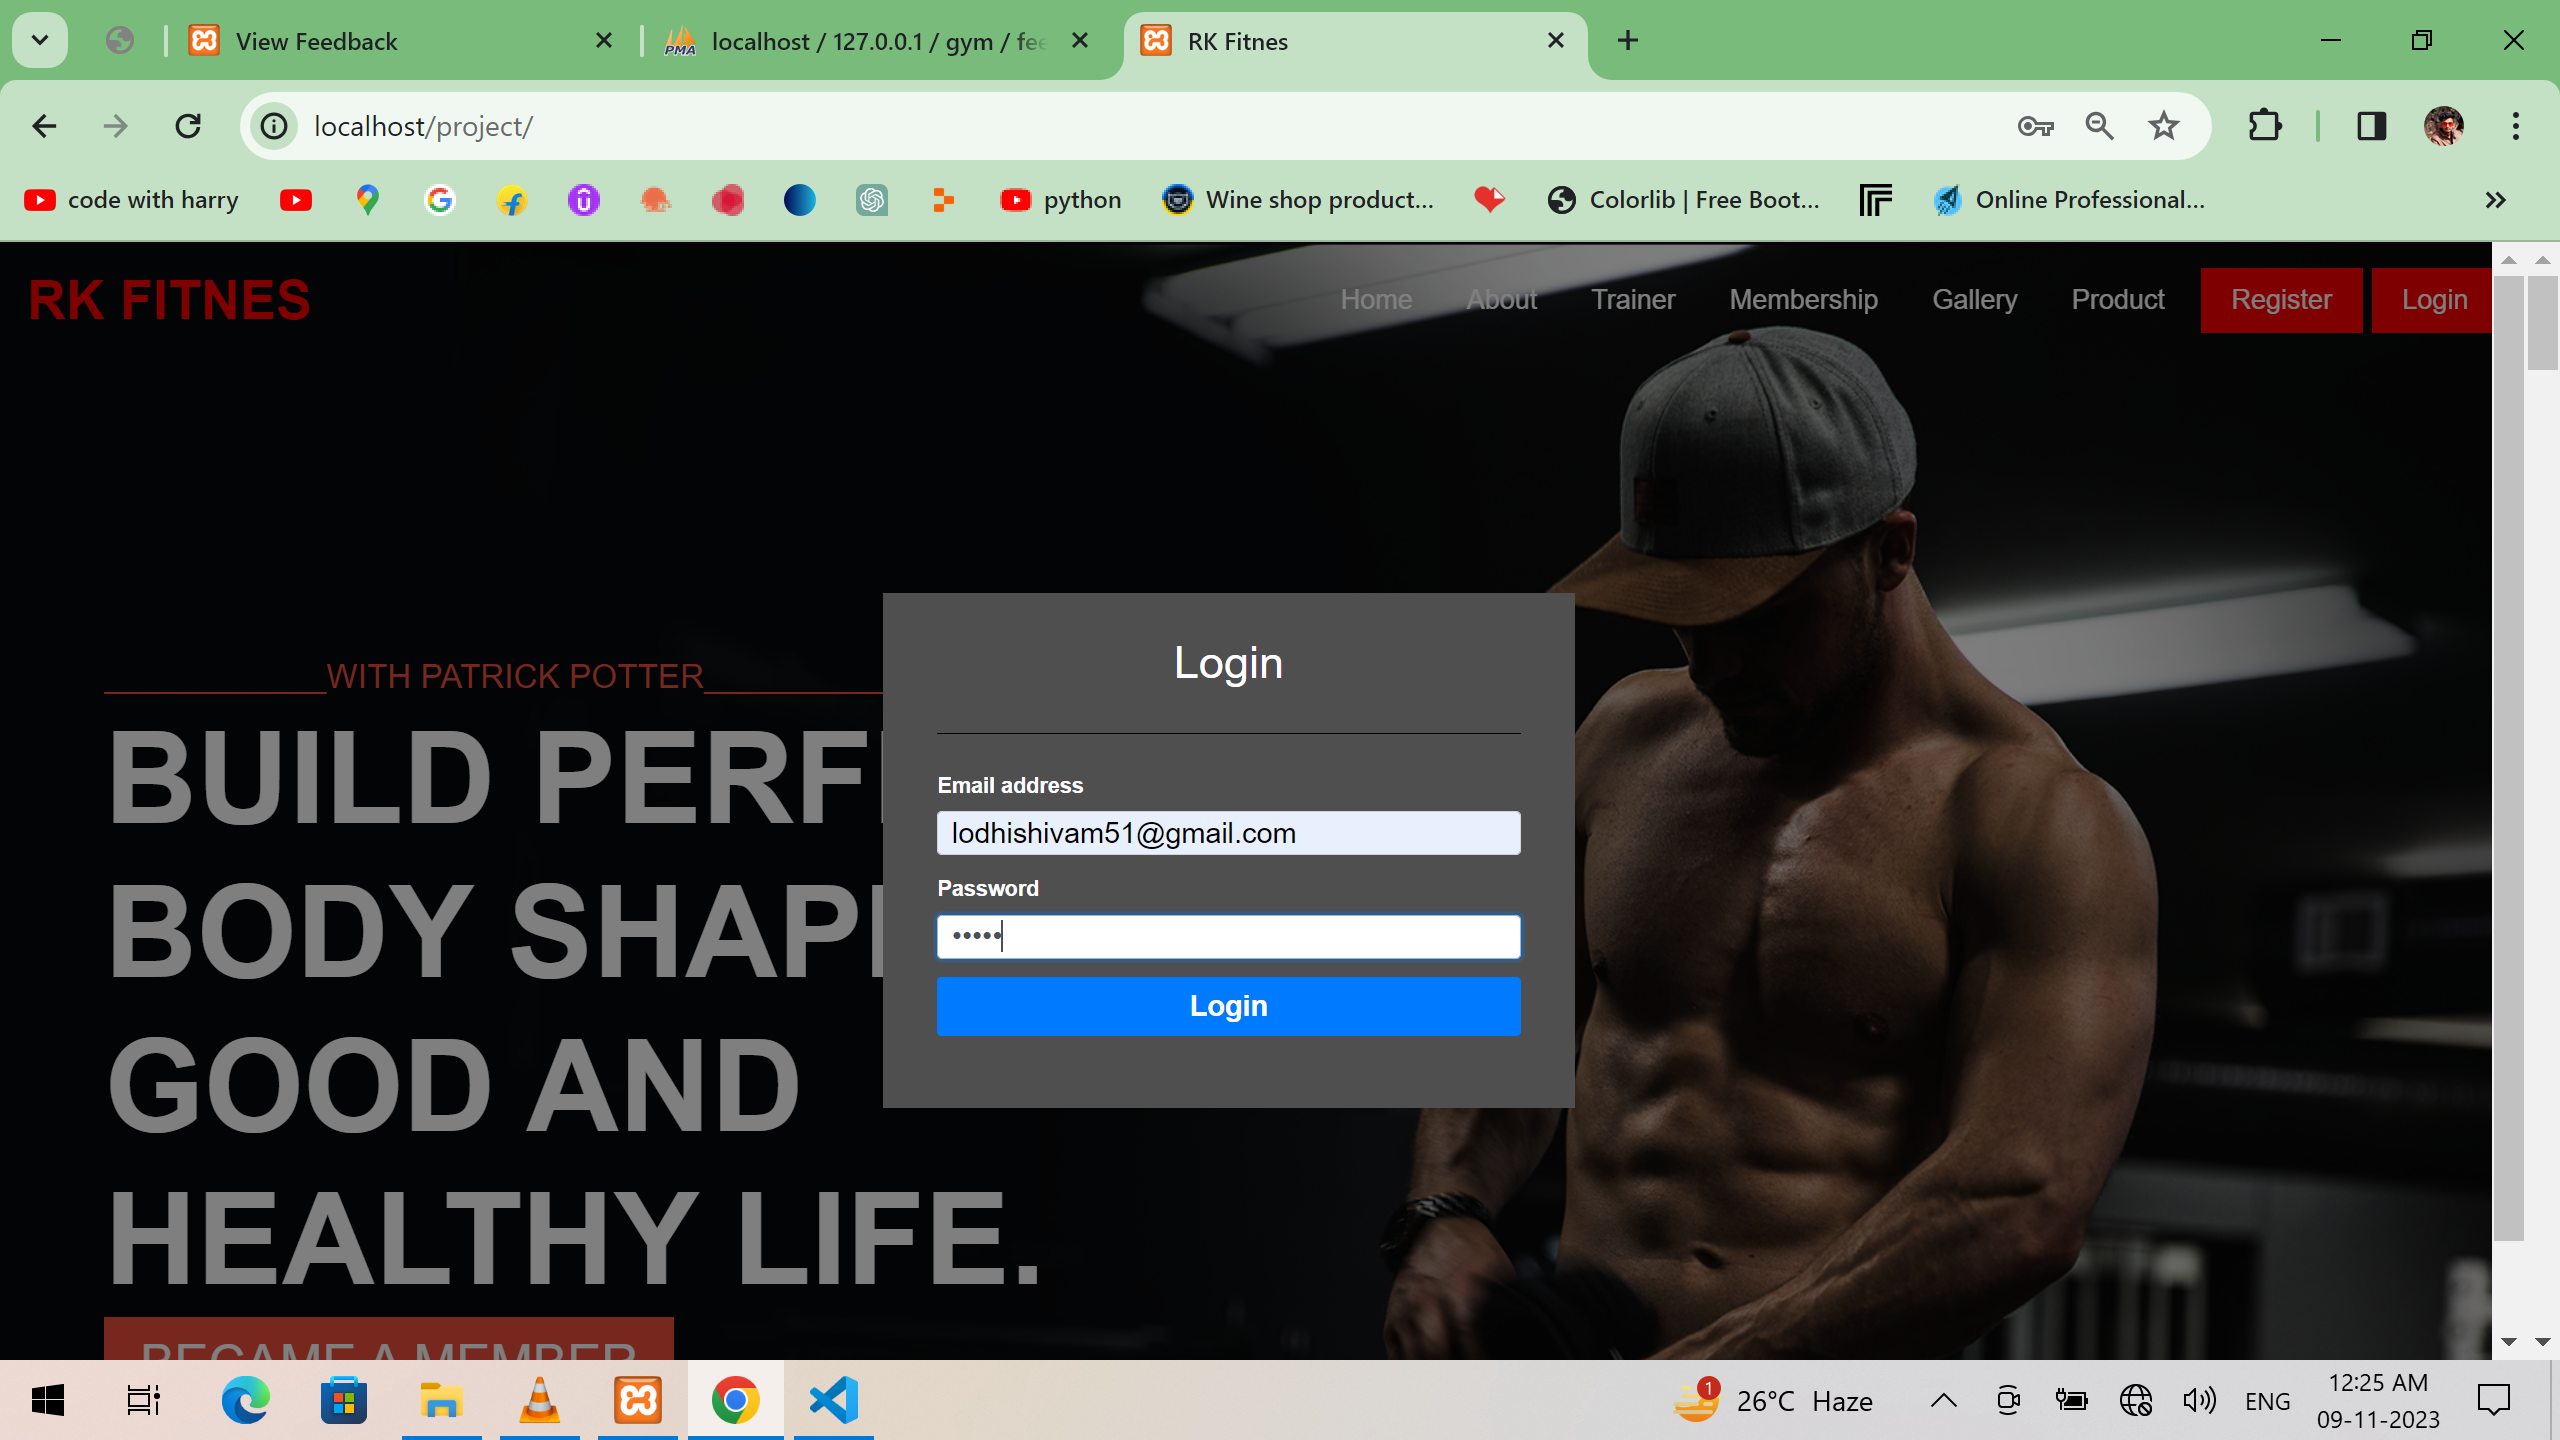 View Feedback
localhost / 127.0.0.1 / gym / fee
RK Fitnes
localhost/project/
code with harry
python
Wine shop product...
Colorlib | Free Boot...
Online Professional...
RK FITNES
Home
About
Trainer
Membership
Gallery
Product
Register
Login
WITH PATRICK POTTER
BUILD PERF
BODY SHAP
GOOD AND
HEALTHY LIFE.
BECAME A MEMBER
Login
Email address
lodhishivam51@gmail.com
Password
•••••
Login
1
26°C Haze
ENG
12:25 AM
09-11-2023